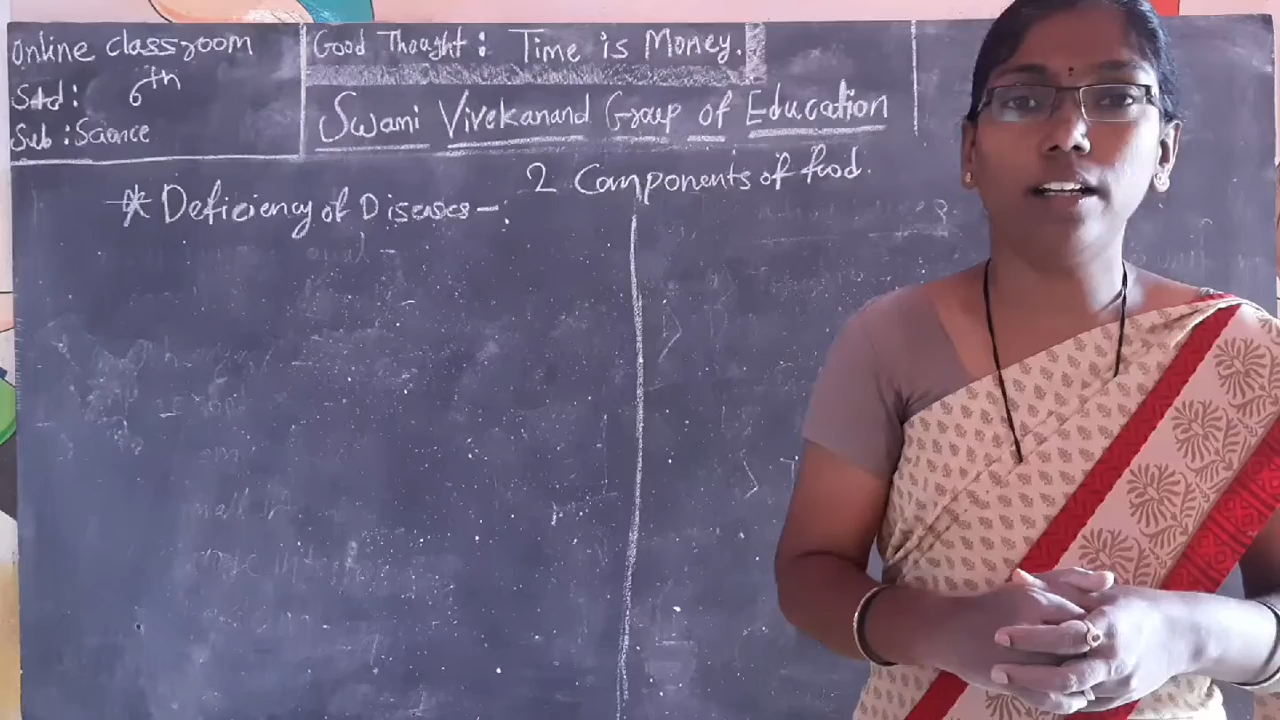 Online classroom
Std: 6th
Sub: Science
Good Thought: Time is Money.
Swami Vivekanand Group of Education
2 Components of food.
* Deficiency of Diseases -: